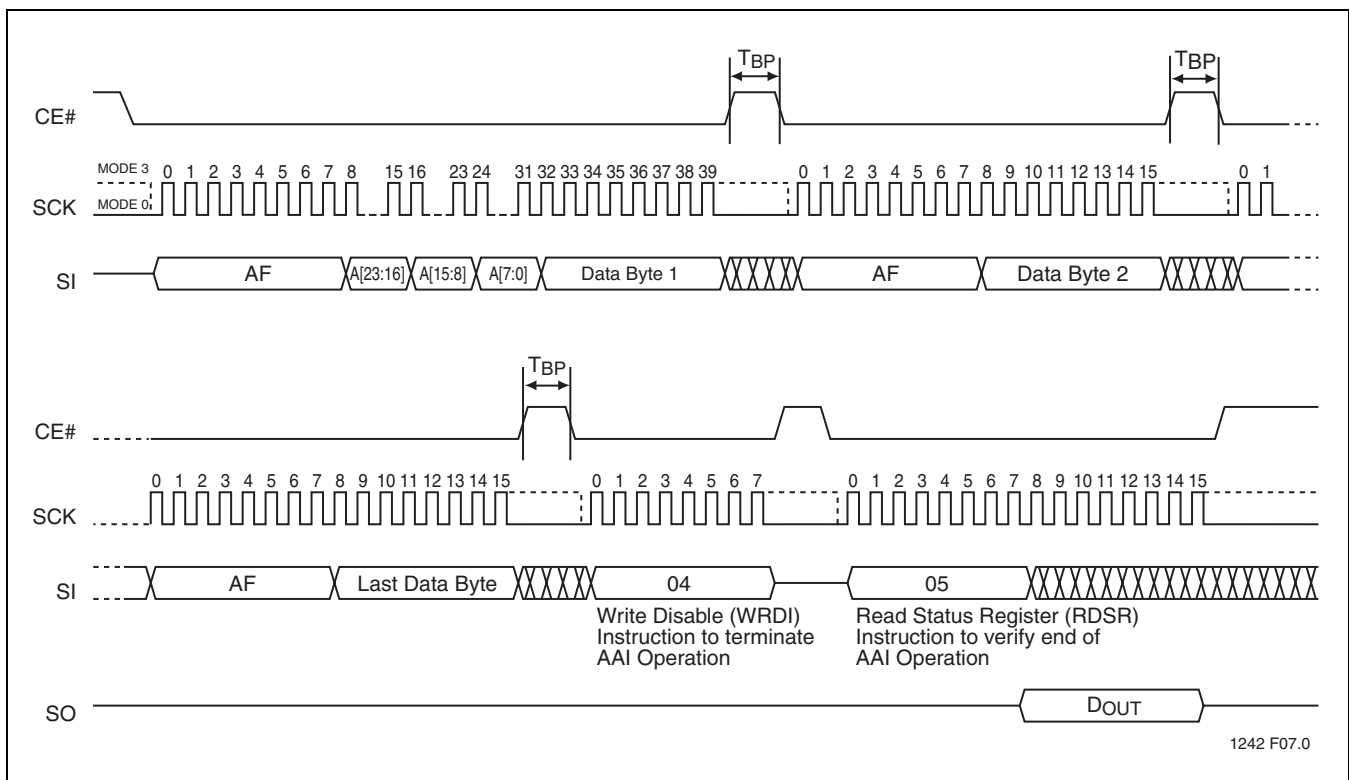 TBP TBP
CE#
MODE 3 0 1 2 3 4 5 6 7 8 15 16 23 24 31 32 33 34 35 36 37 38 39 0 1 2 3 4 5 6 7 8 9 10 11 12 13 14 15 0 1
SCK MODE 0
SI AF A[23:16] A[15:8] A[7:0] Data Byte 1 AF Data Byte 2
TBP
CE#
0 1 2 3 4 5 6 7 8 9 10 11 12 13 14 15 0 1 2 3 4 5 6 7 0 1 2 3 4 5 6 7 8 9 10 11 12 13 14 15
SCK
SI AF Last Data Byte 04 05
Write Disable (WRDI)
Instruction to terminate
AAI Operation
Read Status Register (RDSR)
Instruction to verify end of
AAI Operation
SO DOUT
1242 F07.0